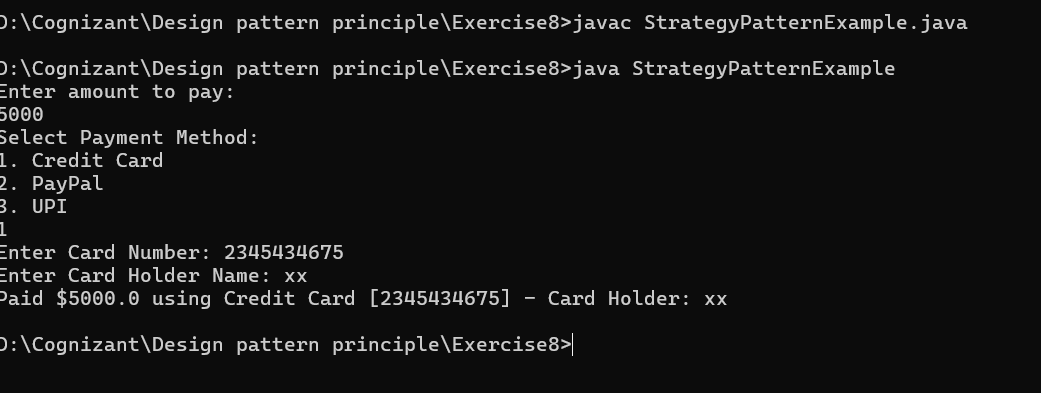 D:\Cognizant\Design pattern principle\Exercise8>javac StrategyPatternExample.java
D:\Cognizant\Design pattern principle\Exercise8>java StrategyPatternExample
Enter amount to pay:
5000
Select Payment Method:
1. Credit Card
2. PayPal
3. UPI
1
Enter Card Number: 2345434675
Enter Card Holder Name: xx
Paid $5000.0 using Credit Card [2345434675] - Card Holder: xx
D:\Cognizant\Design pattern principle\Exercise8>